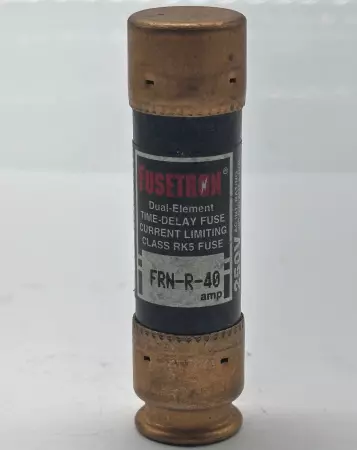 FUSETRON®
Dual-Element
TIME-DELAY FUSE
CURRENT LIMITING
CLASS RK5 FUSE
FRN-R-40
amp
250V